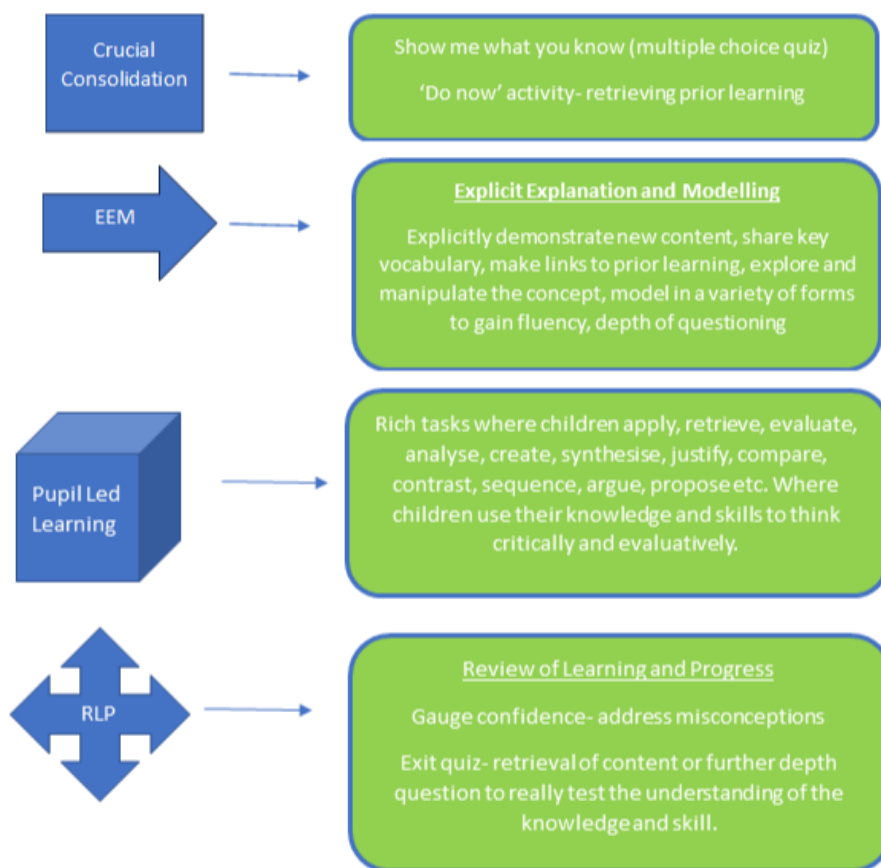 Crucial
Consolidation
Show me what you know (multiple choice quiz)
‘Do now’ activity- retrieving prior learning
EEM
Explicit Explanation and Modelling
Explicitly demonstrate new content, share key
vocabulary, make links to prior learning, explore and
manipulate the concept, model in a variety of forms
to gain fluency, depth of questioning
Pupil Led
Learning
Rich tasks where children apply, retrieve, evaluate,
analyse, create, synthesise, justify, compare,
contrast, sequence, argue, propose etc. Where
children use their knowledge and skills to think
critically and evaluatively.
RLP
Review of Learning and Progress
Gauge confidence- address misconceptions
Exit quiz- retrieval of content or further depth
question to really test the understanding of the
knowledge and skill.